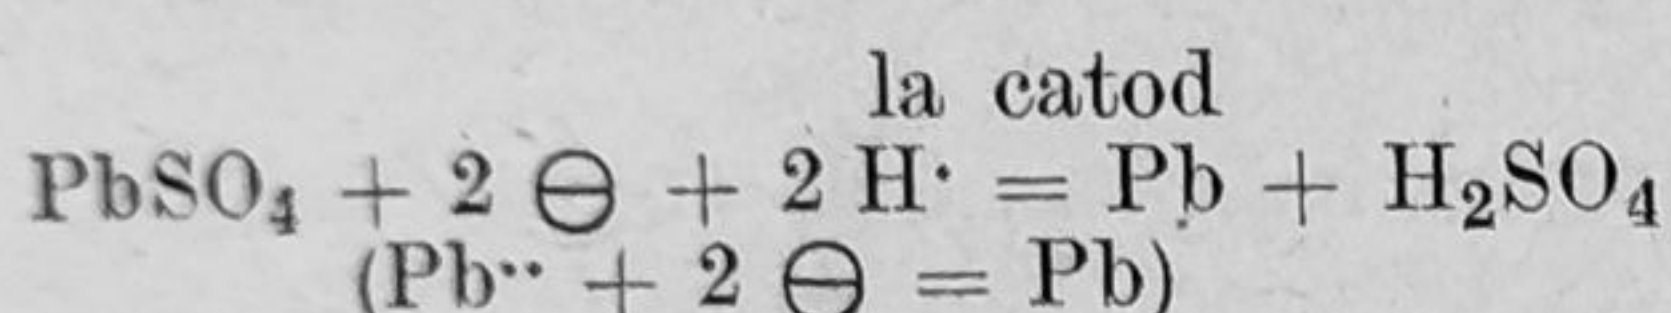 la catod
PbSO₄ + 2 ⊖ + 2 H· = Pb + H₂SO₄
(Pb·· + 2 ⊖ = Pb)